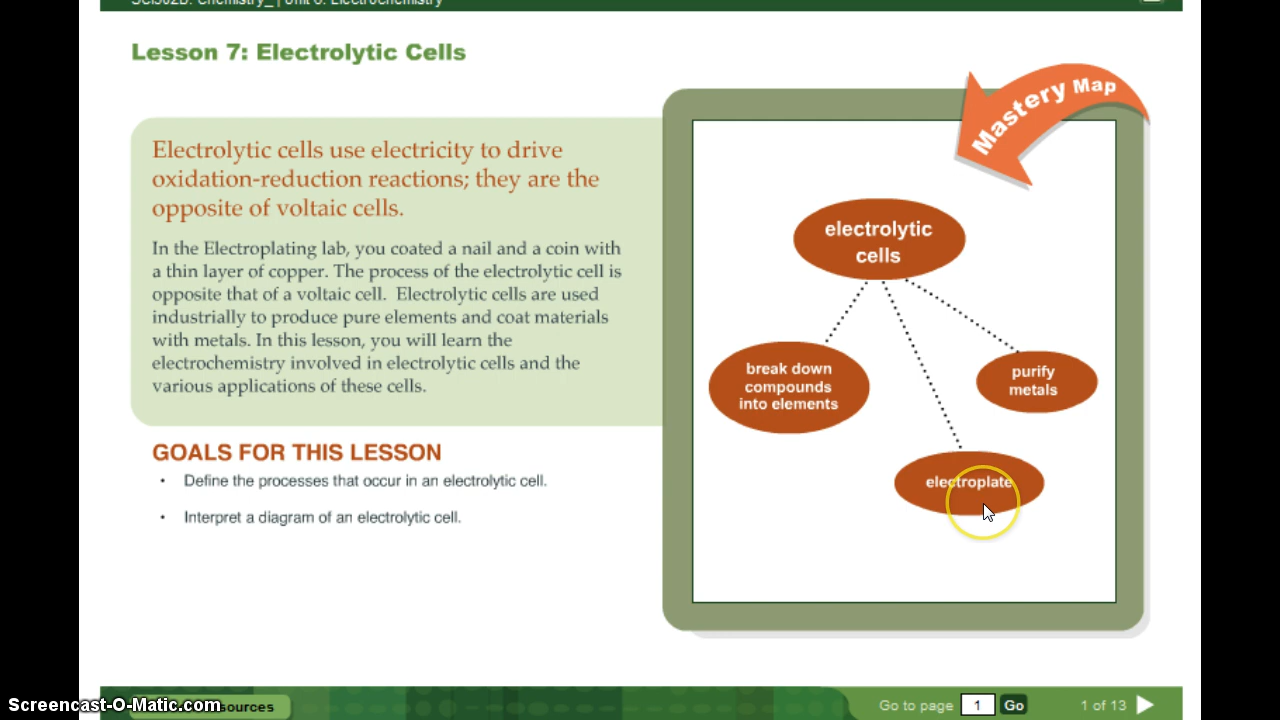 SCI302B: Chemistry_ | Unit 6: Electrochemistry
Lesson 7: Electrolytic Cells
Mastery Map
Electrolytic cells use electricity to drive
oxidation-reduction reactions; they are the
opposite of voltaic cells.
In the Electroplating lab, you coated a nail and a coin with
a thin layer of copper. The process of the electrolytic cell is
opposite that of a voltaic cell. Electrolytic cells are used
industrially to produce pure elements and coat materials
with metals. In this lesson, you will learn the
electrochemistry involved in electrolytic cells and the
various applications of these cells.
GOALS FOR THIS LESSON
• Define the processes that occur in an electrolytic cell.
• Interpret a diagram of an electrolytic cell.
electrolytic
cells
break down
compounds
into elements
purify
metals
electroplate
Screencast-O-Matic.com
sources
Go to page 1 Go 1 of 13